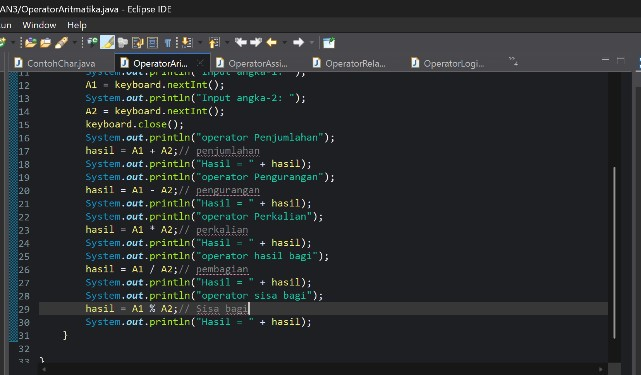 AN3/OperatorAritmatika.java - Eclipse IDE
un Window Help
ContohChar.java OperatorAri... OperatorAssi... OperatorRela... OperatorLogi...
11 System.out.println("Input angka-1: ");
12 A1 = keyboard.nextInt();
13 System.out.println("Input angka-2: ");
14 A2 = keyboard.nextInt();
15 keyboard.close();
16 System.out.println("operator Penjumlahan");
17 hasil = A1 + A2;// penjumlahan
18 System.out.println("Hasil = " + hasil);
19 System.out.println("operator Pengurangan");
20 hasil = A1 - A2;// pengurangan
21 System.out.println("Hasil = " + hasil);
22 System.out.println("operator Perkalian");
23 hasil = A1 * A2;// perkalian
24 System.out.println("Hasil = " + hasil);
25 System.out.println("operator hasil bagi");
26 hasil = A1 / A2;// pembagian
27 System.out.println("Hasil = " + hasil);
28 System.out.println("operator sisa bagi");
29 hasil = A1 % A2;// Sisa bagi
30 System.out.println("Hasil = " + hasil);
31 }
32
33 }